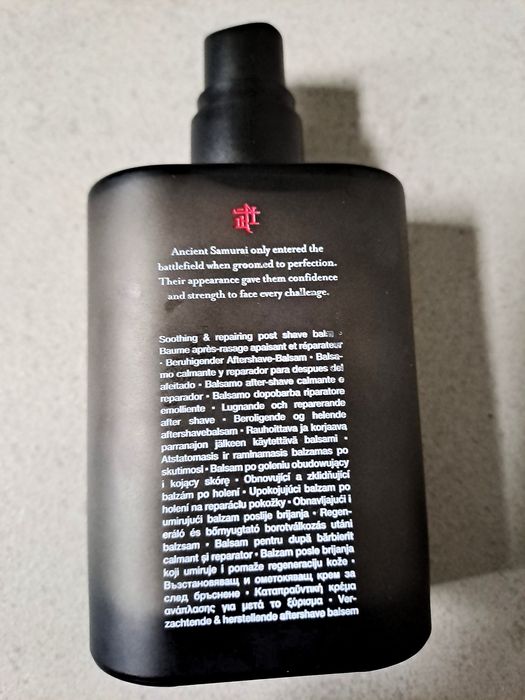 Ancient Samurai only entered the
battlefield when groomed to perfection.
Their appearance gave them confidence
and strength to face every challenge.
Soothing & repairing post shave balm •
Baume après-rasage apaisant et réparateur
• Beruhigender Aftershave-Balsam • Balsa-
mo calmante y reparador para despues del
afeitado • Balsamo after-shave calmante e
reparador • Balsamo dopobarba riparatore
emolliente • Lugnande och reparerande
after shave • Beroligende og helende
aftershavebalsam • Rauhoittava ja korjaava
parranajon jälkeen käytettävä balsami •
Atstatomasis ir raminamasis balzamas po
skutimosi • Balsam po goleniu obudowujący
i kojący skórę • Obnovující a zklidňující
balzám po holení • Upokojujúci balzam po
holení na reparáciu pokožky • Obnavljajući i
umirujući balzam poslije brijanja • Regen-
eráló és bőrnyugtató borotválkozás utáni
balzsam • Balsam pentru după bărbierit
calmant și reparator • Balzam posle brijanja
koji umiruje i pomaže regeneraciju kože •
Възстановяващ и омотокяващ крем за
след бръснене • Καταπραΰντική κρέμα
ανάπλασης για μετά το ξύρισμα • Ver-
zachtende & herstellende aftershave balsem